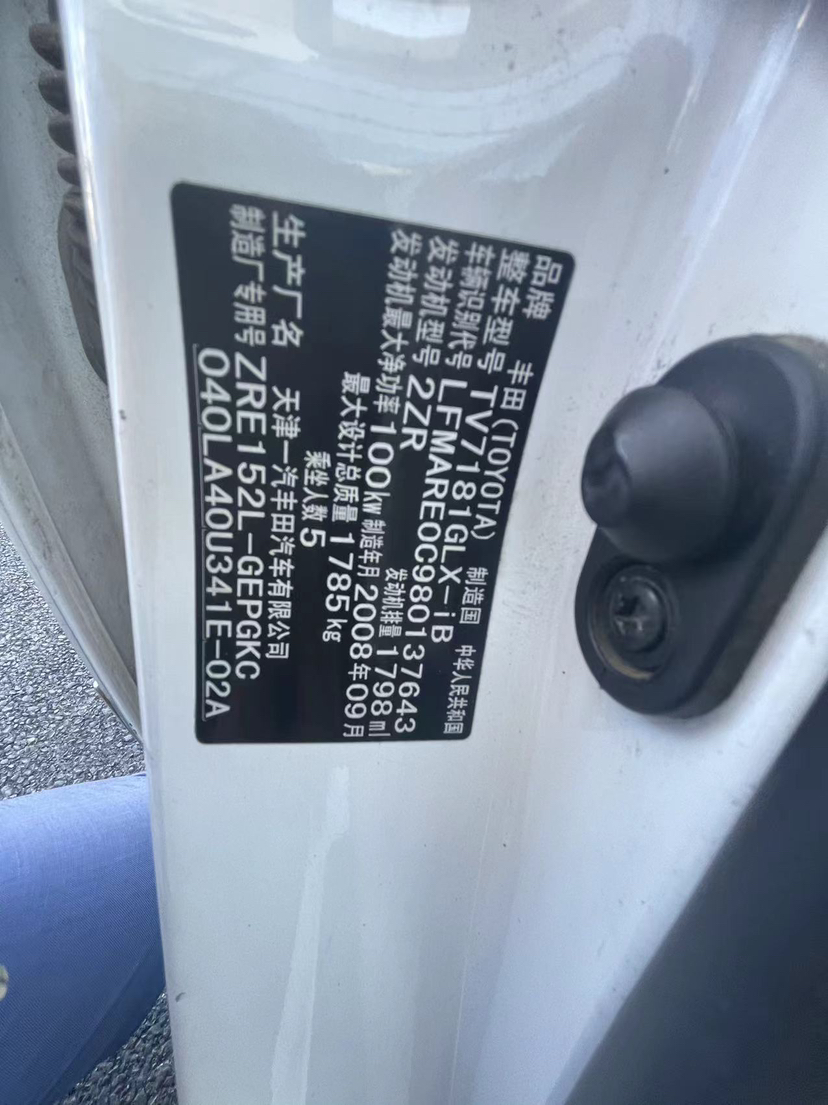 品牌 丰田(TOYOTA) 制造国 中华人民共和国
整车型号 TV7181GLX-iB
车辆识别代号 LFMARE0C980137643
发动机型号 2ZR 发动机排量 1798ml
发动机最大净功率 100kw 制造年月 2008年09月
最大设计总质量 1785kg
乘坐人数 5
生产厂名 天津一汽丰田汽车有限公司
制造厂专用号 ZRE152L-GEPGKC
040LA40U341E-02A